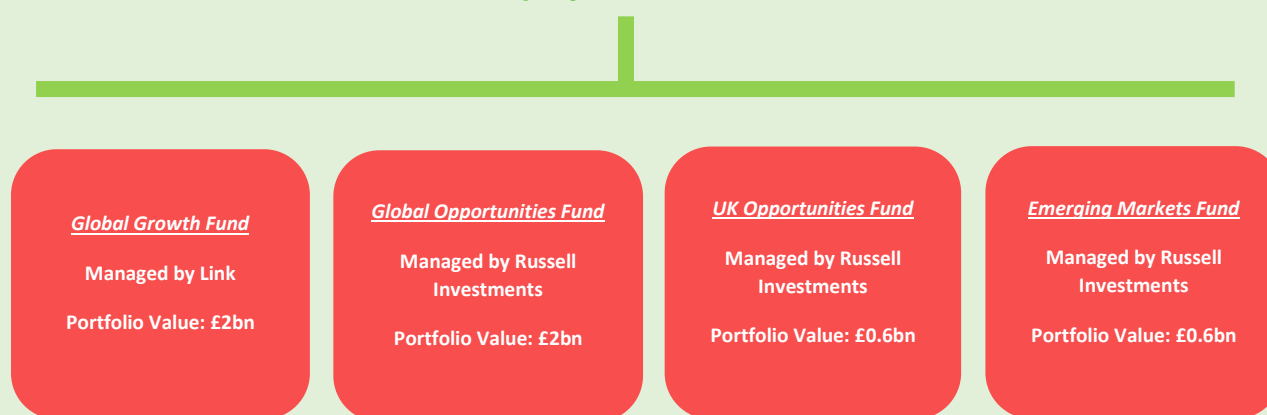 Global Growth Fund
Managed by Link
Portfolio Value: £2bn
Global Opportunities Fund
Managed by Russell
Investments
Portfolio Value: £2bn
UK Opportunities Fund
Managed by Russell
Investments
Portfolio Value: £0.6bn
Emerging Markets Fund
Managed by Russell
Investments
Portfolio Value: £0.6bn